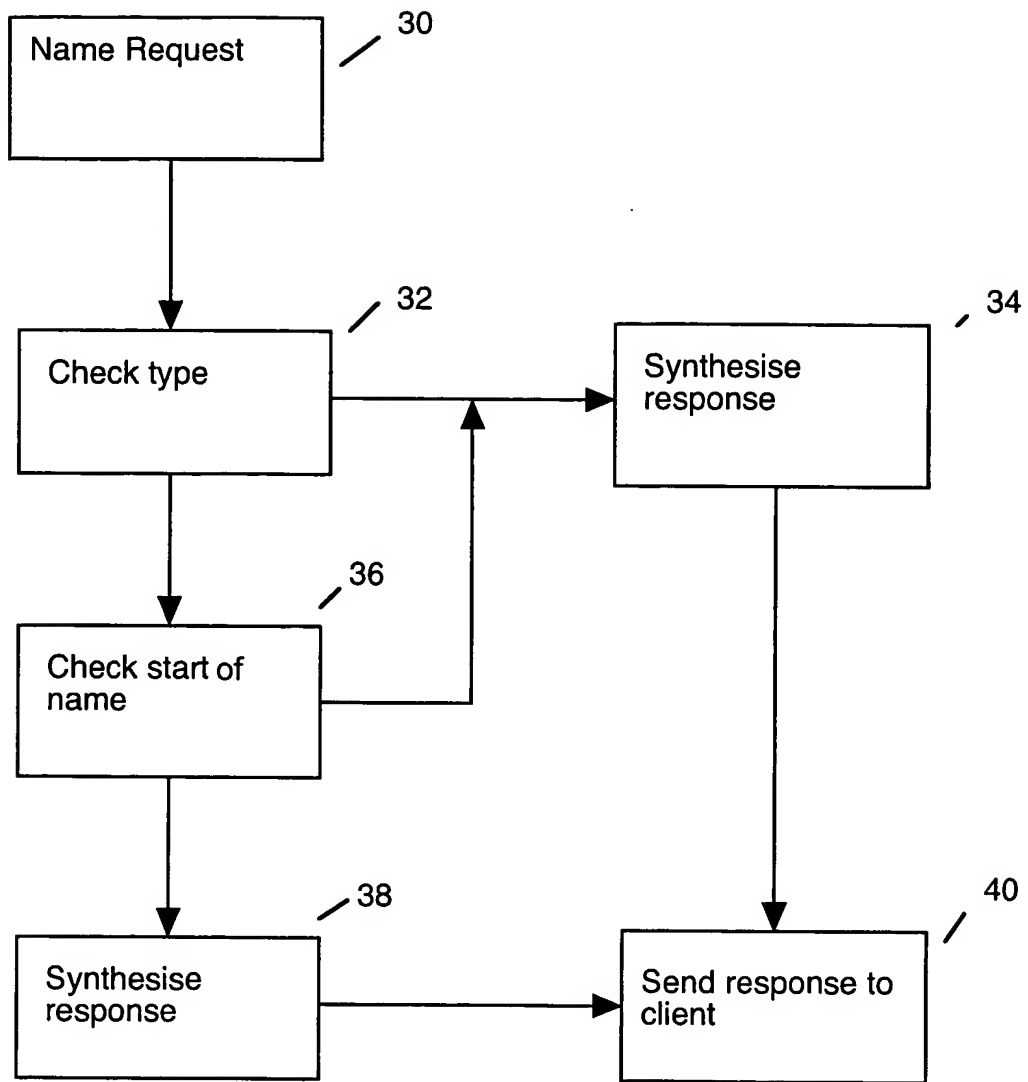 Name Request
30
Check type
32
Synthesise
response
34
Check start of
name
36
Synthesise
response
38
Send response to
client
40